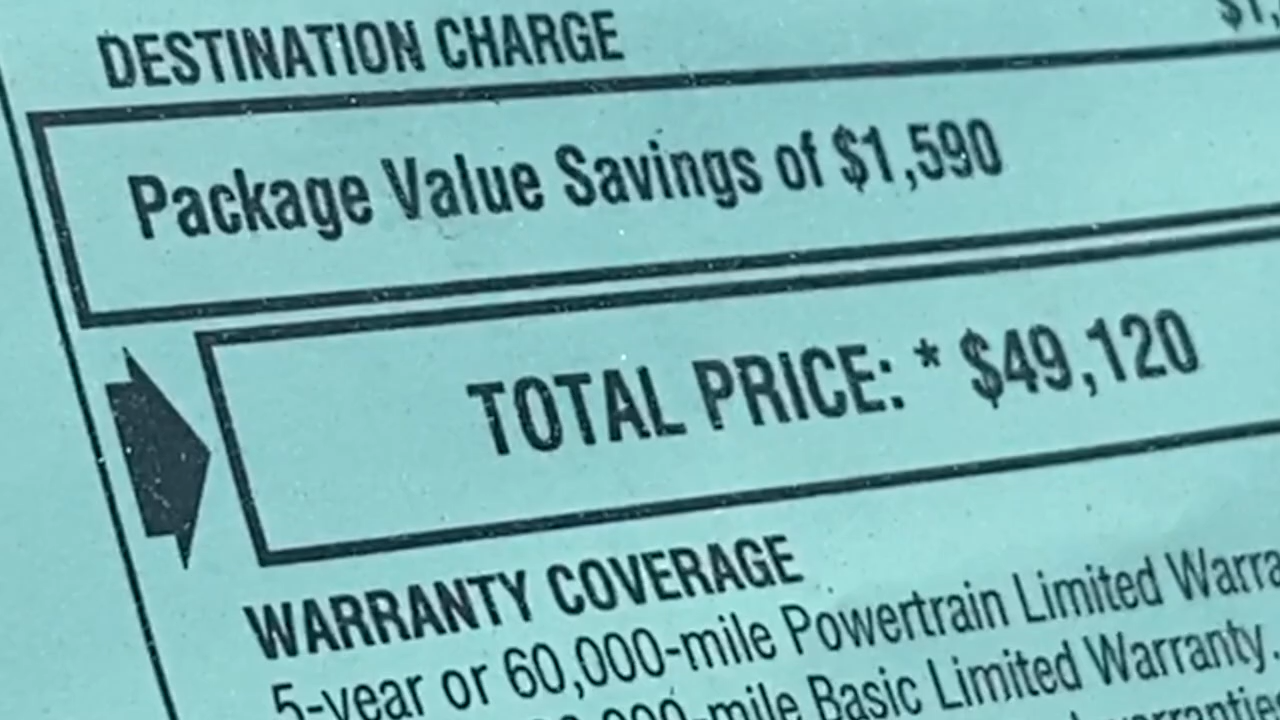 DESTINATION CHARGE
Package Value Savings of $1,590
TOTAL PRICE: * $49,120
WARRANTY COVERAGE
5-year or 60,000-mile Powertrain Limited
-mile Basic Limited Warranty.